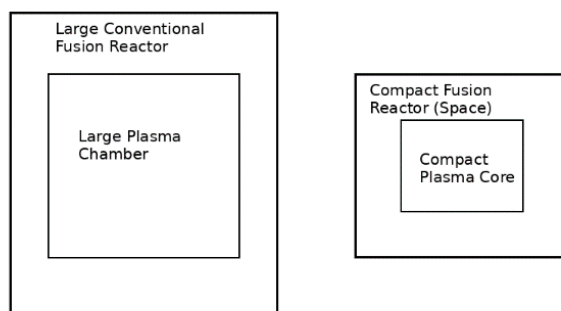 Large Conventional
Fusion Reactor
Large Plasma
Chamber
Compact Fusion
Reactor (Space)
Compact
Plasma Core